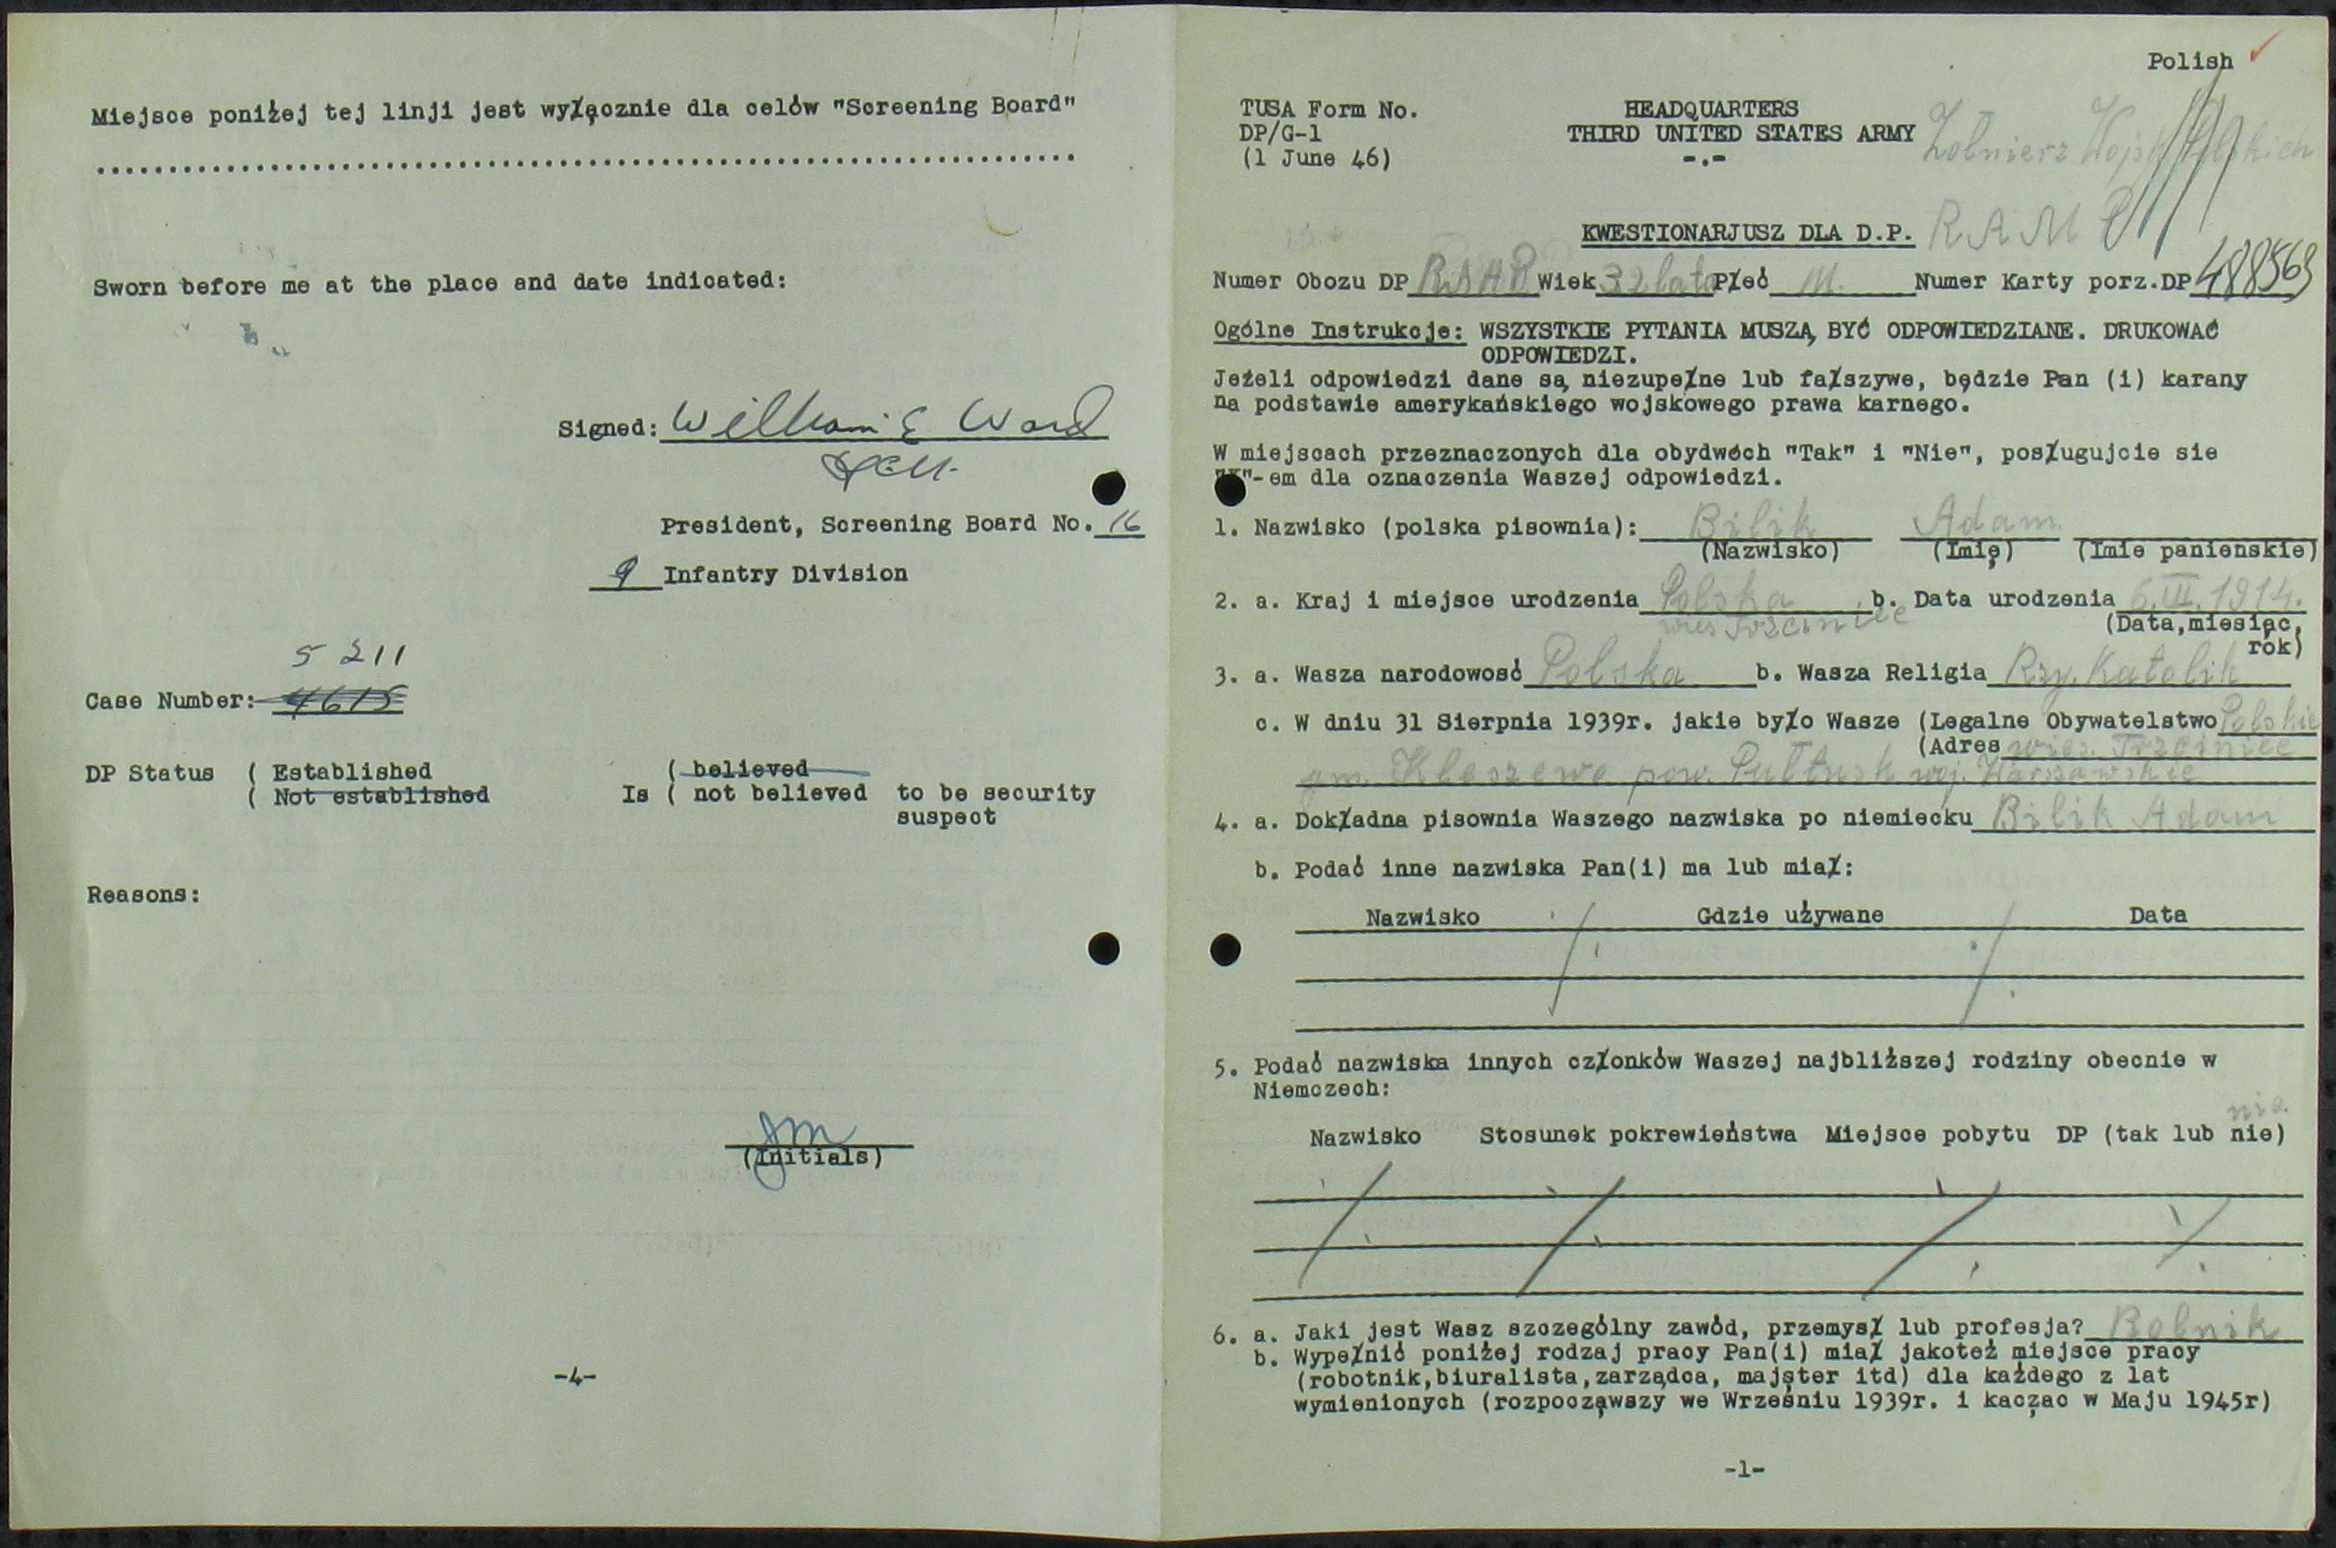 Miejsce poniżej tej linji jest wyłącznie dla celów "Screening Board"
Sworn before me at the place and date indicated:
Signed: William E Ward
President, Screening Board No. 16
9 Infantry Division
5211
Case Number: 4615
DP Status ( Established
( Not established
Is ( believed
( not believed to be security
suspect
Reasons:
JM
(Initials)
-4-
Polish
TUSA Form No.
DP/G-1
(1 June 46)
HEADQUARTERS
THIRD UNITED STATES ARMY
-.-
Żołnierz Wojsk Polskich
KWESTIONARJUSZ DLA D.P. RAMP
Numer Obozu DP Wiek 32 lata Płeć M. Numer Karty porz.DP 488569
Ogólne Instrukcje: WSZYSTKIE PYTANIA MUSZĄ BYĆ ODPOWIEDZIANE. DRUKOWAĆ
ODPOWIEDZI.
Jeżeli odpowiedzi dane są niezupełne lub fałszywe, będzie Pan (i) karany
na podstawie amerykańskiego wojskowego prawa karnego.
W miejscach przeznaczonych dla obydwóch "Tak" i "Nie", posługujcie sie
"-em dla oznaczenia Waszej odpowiedzi.
1. Nazwisko (polska pisownia): Bilik Adam
(Nazwisko) (Imię) (Imie panienskie)
2. a. Kraj i miejsce urodzenia Polska b. Data urodzenia 6.III.1914.
wieś Trzciniec
(Data,miesiąc,
rok)
3. a. Wasza narodowość Polska b. Wasza Religia Rzy. Katolik
c. W dniu 31 Sierpnia 1939r. jakie było Wasze (Legalne Obywatelstwo Polskie
(Adres wieś Trzciniec
gm. Kleszewo pow. Pułtusk woj. Warszawskie
4. a. Dokładna pisownia Waszego nazwiska po niemiecku Bilik Adam
b. Podać inne nazwiska Pan(i) ma lub miał:
Nazwisko Gdzie używane Data
5. Podać nazwiska innych członków Waszej najbliższej rodziny obecnie w
Niemczech:
nie
Nazwisko Stosunek pokrewieństwa Miejsce pobytu DP (tak lub nie)
6. a. Jaki jest Wasz szczególny zawód, przemysł lub profesja? Rolnik
b. Wypełnić poniżej rodzaj pracy Pan(i) miał jakoteż miejsce pracy
(robotnik,biuralista,zarządca, majster itd) dla każdego z lat
wymienionych (rozpocząwszy we Wrześniu 1939r. i kacząc w Maju 1945r)
-1-